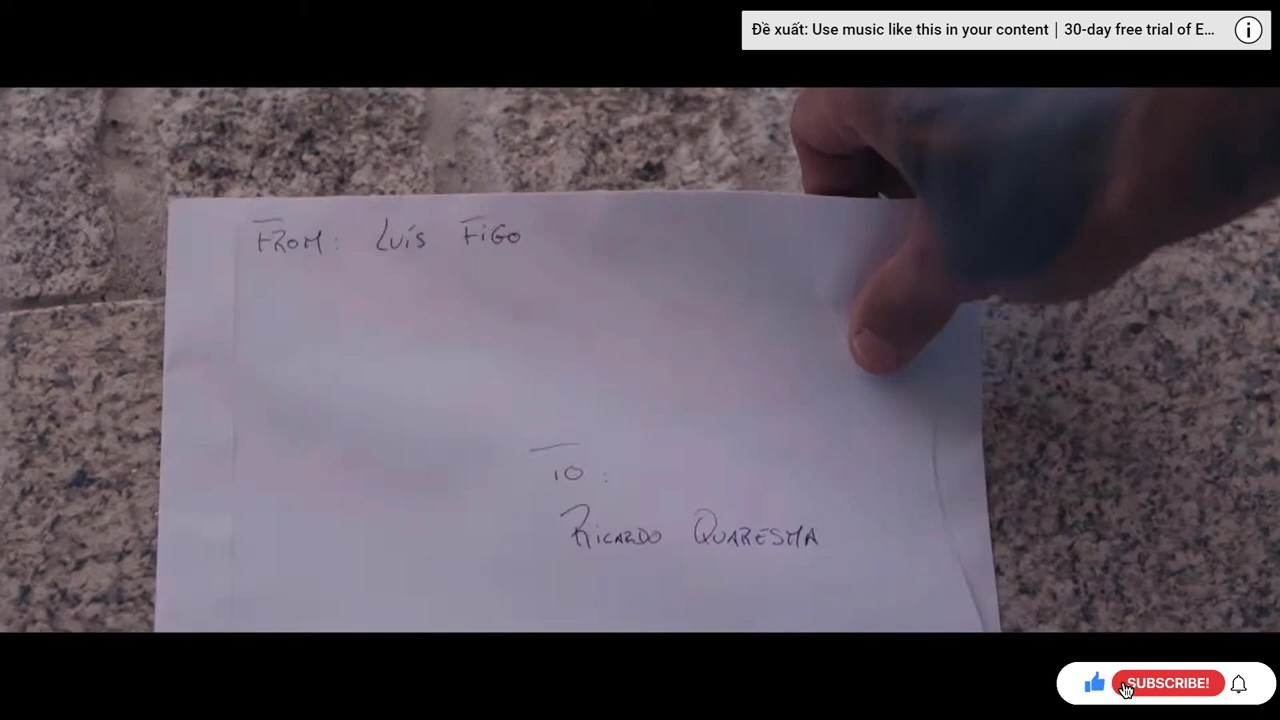 Đề xuất: Use music like this in your content | 30-day free trial of E...
FROM: LUÍS FIGO
TO:
RICARDO QUARESMA
SUBSCRIBE!